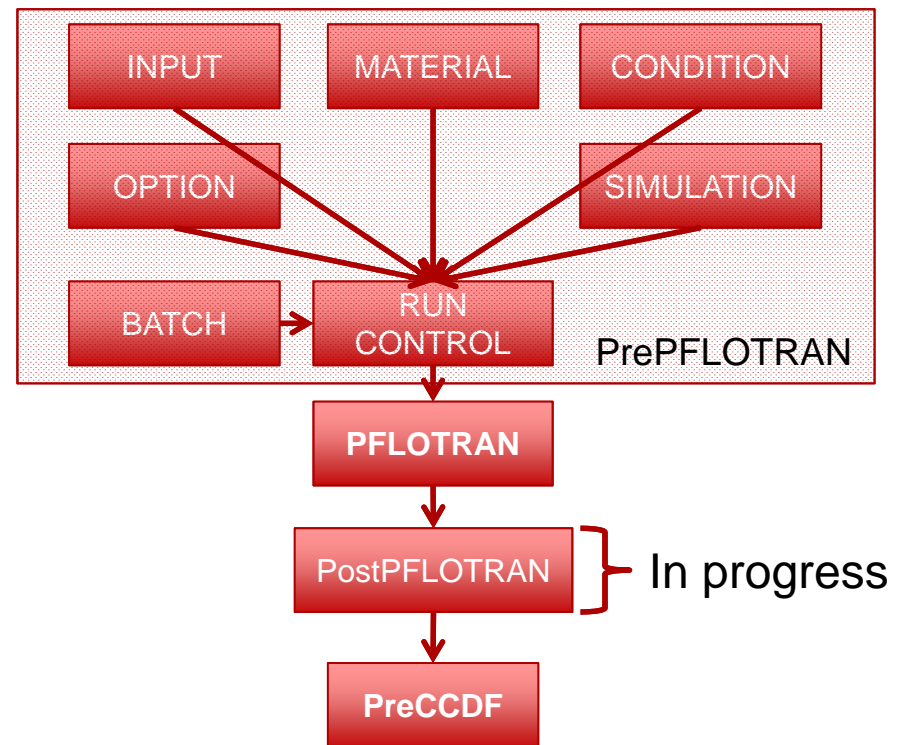 INPUT
MATERIAL
CONDITION
OPTION
SIMULATION
BATCH
RUN
CONTROL
PrePFLOTRAN
PFLOTRAN
PostPFLOTRAN
In progress
PreCCDF